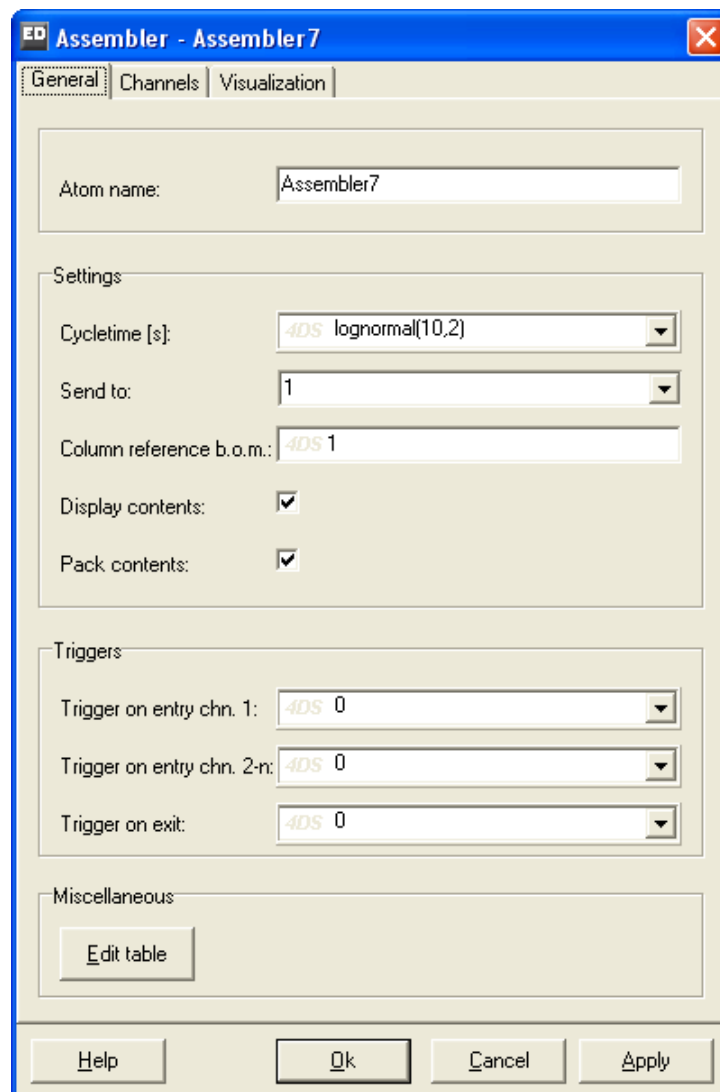 ED Assembler - Assembler7
General Channels Visualization
Atom name: Assembler7
Settings
Cycletime [s]: 4DS lognormal(10,2)
Send to: 1
Column reference b.o.m.: 4DS 1
Display contents:
Pack contents:
Triggers
Trigger on entry chn. 1: 4DS 0
Trigger on entry chn. 2-n: 4DS 0
Trigger on exit: 4DS 0
Miscellaneous
Edit table
Help Ok Cancel Apply